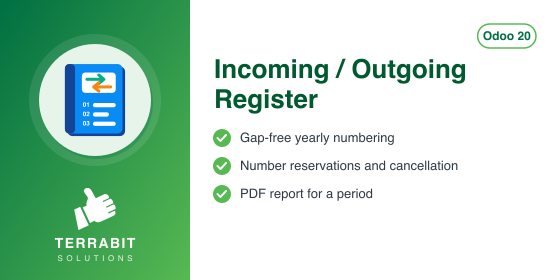 Odoo 20
Incoming / Outgoing
Register
Gap-free yearly numbering
Number reservations and cancellation
PDF report for a period
01
02
03
TERRABIT
SOLUTIONS